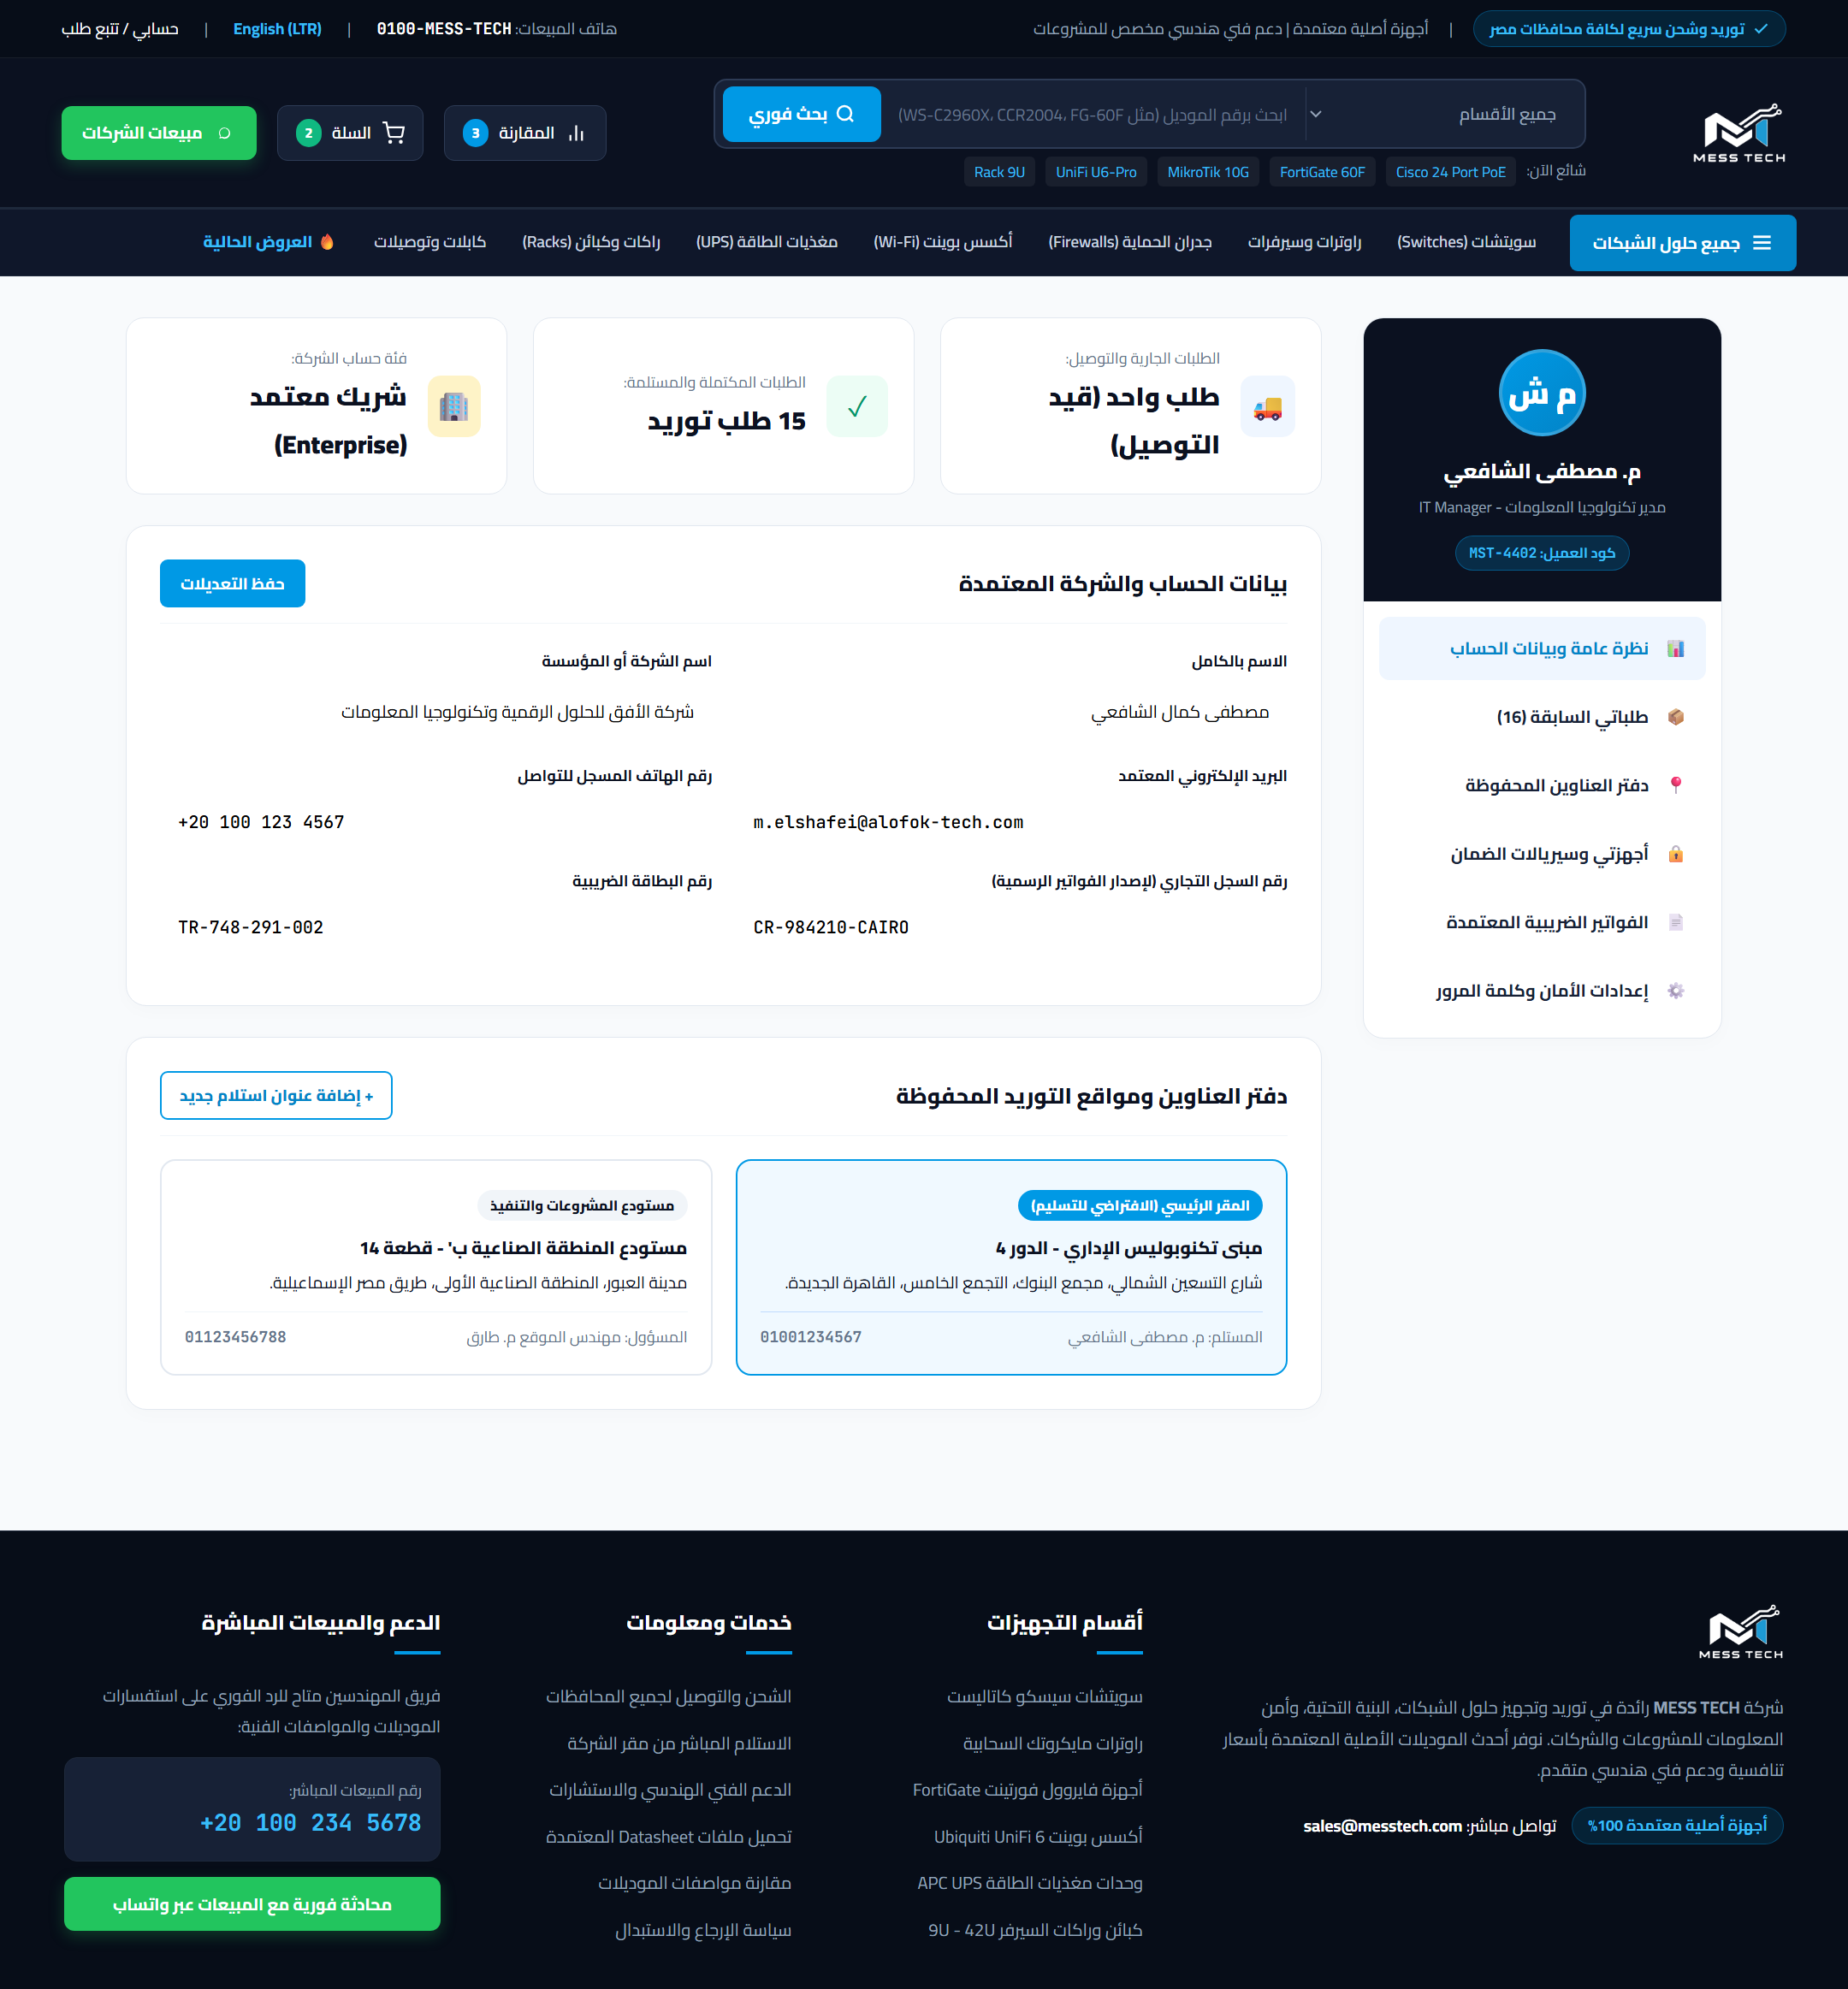 توريد وشحن سريع لكافة محافظات مصر | أجهزة أصلية معتمدة | دعم فني هندسي مخصص للمشروعات
هاتف المبيعات: 0100-MESS-TECH | English (LTR) | حسابي / تتبع طلب
MESS TECH
جميع الأقسام
ابحث برقم الموديل (مثل WS-C2960X، CCR2004، FG-60F)
بحث فوري
المقارنة 3
السلة 2
مبيعات الشركات
شائع الآن: Cisco 24 Port PoE FortiGate 60F MikroTik 10G UniFi U6-Pro Rack 9U
جميع حلول الشبكات
سويتشات (Switches)
راوترات وسيرفرات
جدران الحماية (Firewalls)
أكسس بوينت (Wi-Fi)
مغذيات الطاقة (UPS)
راكات وكبائن (Racks)
كابلات وتوصيلات
العروض الحالية
م ش
م. مصطفى الشافعي
مدير تكنولوجيا المعلومات - IT Manager
كود العميل: MST-4402
نظرة عامة وبيانات الحساب
طلباتي السابقة (16)
دفتر العناوين المحفوظة
أجهزتي وسيريالات الضمان
الفواتير الضريبية المعتمدة
إعدادات الأمان وكلمة المرور
الطلبات الجارية والتوصيل:
طلب واحد (قيد
التوصيل)
الطلبات المكتملة والمستلمة:
15 طلب توريد
فئة حساب الشركة:
شريك معتمد
(Enterprise)
بيانات الحساب والشركة المعتمدة
حفظ التعديلات
الاسم بالكامل
مصطفى كمال الشافعي
اسم الشركة أو المؤسسة
شركة الأفق للحلول الرقمية وتكنولوجيا المعلومات
البريد الإلكتروني المعتمد
m.elshafei@alofok-tech.com
رقم الهاتف المسجل للتواصل
+20 100 123 4567
رقم السجل التجاري (لإصدار الفواتير الرسمية)
CR-984210-CAIRO
رقم البطاقة الضريبية
TR-748-291-002
دفتر العناوين ومواقع التوريد المحفوظة
+ إضافة عنوان استلام جديد
المقر الرئيسي (الافتراضي للتسليم)
مبنى تكنوبوليس الإداري - الدور 4
شارع التسعين الشمالي، مجمع البنوك، التجمع الخامس، القاهرة الجديدة.
المستلم: م. مصطفى الشافعي 01001234567
مستودع المشروعات والتنفيذ
مستودع المنطقة الصناعية ب' - قطعة 14
مدينة العبور، المنطقة الصناعية الأولى، طريق مصر الإسماعيلية.
المسؤول: مهندس الموقع م. طارق 01123456788
MESS TECH
شركة MESS TECH رائدة في توريد وتجهيز حلول الشبكات، البنية التحتية، وأمن
المعلومات للمشروعات والشركات. نوفر أحدث الموديلات الأصلية المعتمدة بأسعار
تنافسية ودعم فني هندسي متقدم.
أجهزة أصلية معتمدة 100%
تواصل مباشر: sales@messtech.com
أقسام التجهيزات
سويتشات سيسكو كاتاليست
راوترات مايكروتك السحابية
أجهزة فايروول فورتينت FortiGate
أكسس بوينت Ubiquiti UniFi 6
وحدات مغذيات الطاقة APC UPS
كبائن وراكات السيرفر 9U - 42U
خدمات ومعلومات
الشحن والتوصيل لجميع المحافظات
الاستلام المباشر من مقر الشركة
الدعم الفني الهندسي والاستشارات
تحميل ملفات Datasheet المعتمدة
مقارنة مواصفات الموديلات
سياسة الإرجاع والاستبدال
الدعم والمبيعات المباشرة
فريق المهندسين متاح للرد الفوري على استفسارات
الموديلات والمواصفات الفنية:
رقم المبيعات المباشر:
+20 100 234 5678
محادثة فورية مع المبيعات عبر واتساب